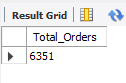 Result Grid
Total_Orders
6351